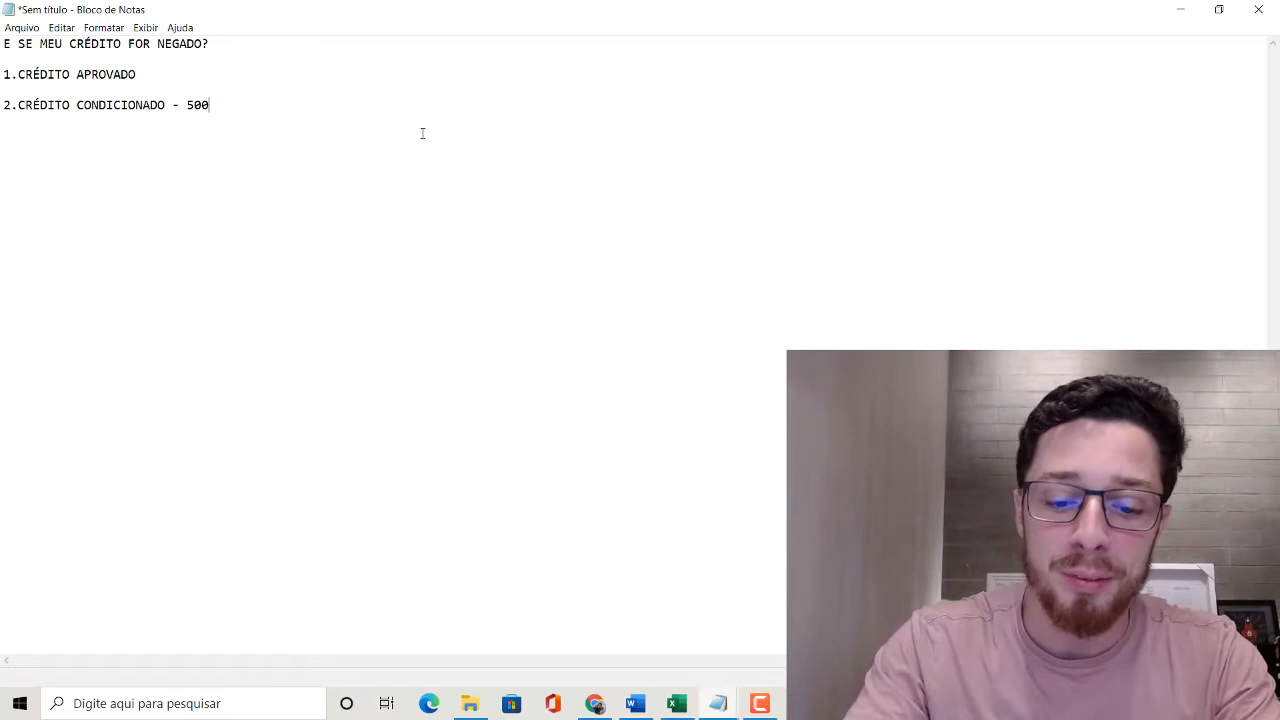 *Sem título - Bloco de Notas
Arquivo Editar Formatar Exibir Ajuda
E SE MEU CRÉDITO FOR NEGADO?
1.CRÉDITO APROVADO
2.CRÉDITO CONDICIONADO - 500
Digite aqui para pesquisar